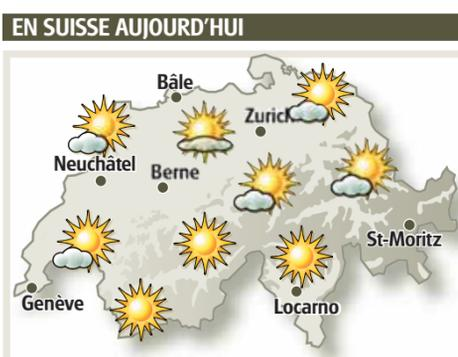 EN SUISSE AUJOURD'HUI
Bâle
Zurich
Neuchâtel
Berne
St-Moritz
Genève
Locarno